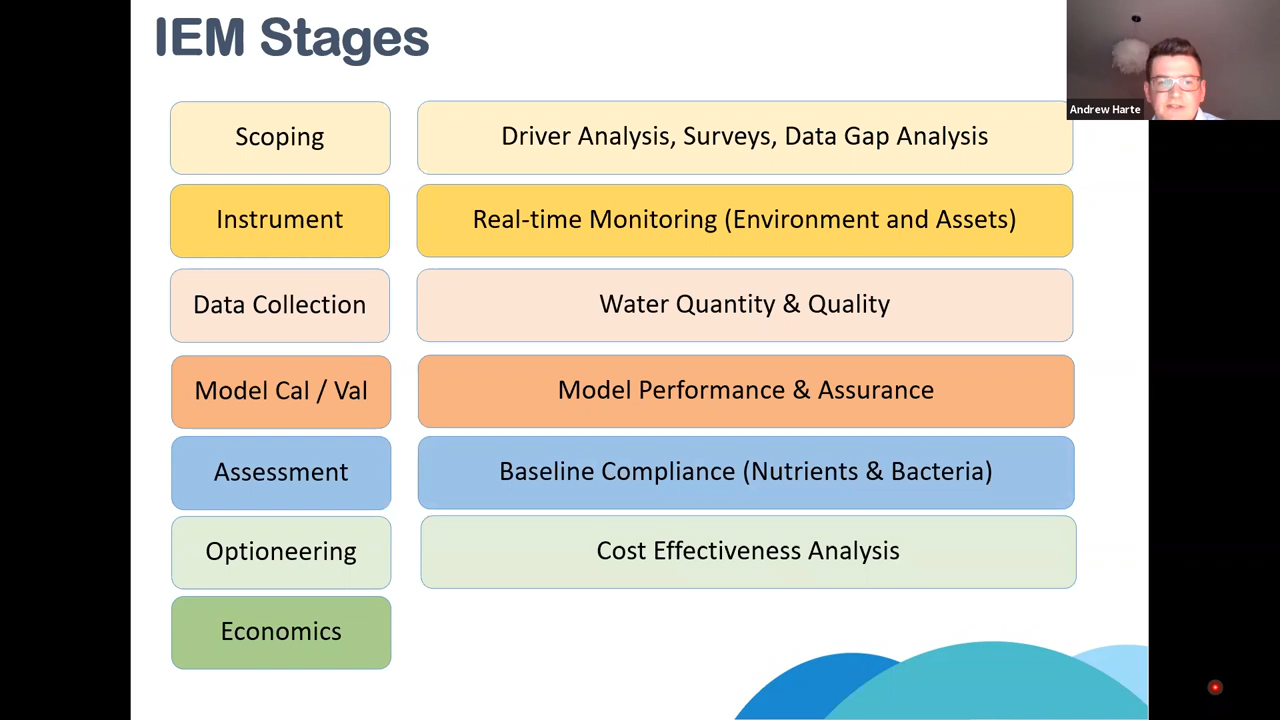 IEM Stages
Andrew Harte
Scoping
Driver Analysis, Surveys, Data Gap Analysis
Instrument
Real-time Monitoring (Environment and Assets)
Data Collection
Water Quantity & Quality
Model Cal / Val
Model Performance & Assurance
Assessment
Baseline Compliance (Nutrients & Bacteria)
Optioneering
Cost Effectiveness Analysis
Economics